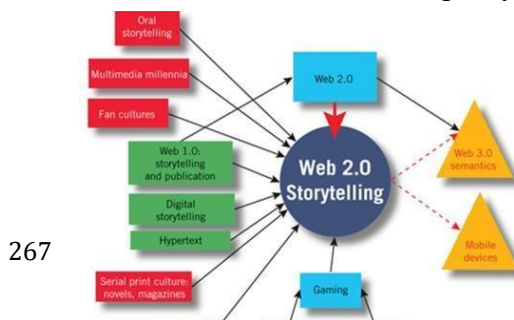 Oral
storytelling
Multimedia millennia
Web 2.0
Fan cultures
Web 1.0:
storytelling
and publication
Web 2.0
Storytelling
Web 3.0
semantics
Digital
storytelling
Hypertext
267
Mobile
devices
Serial print culture:
novels, magazines
Gaming